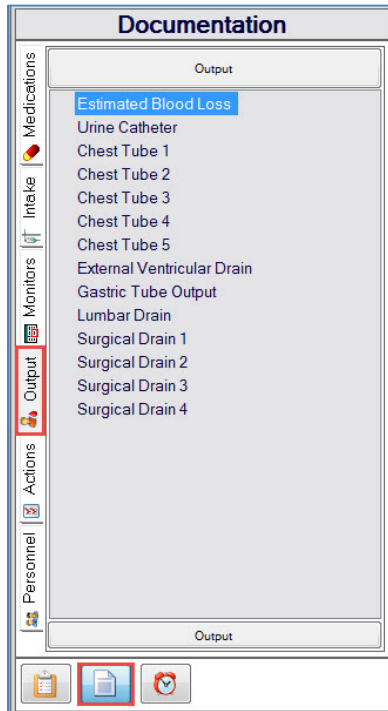 Documentation
Medications
Intake
Monitors
Output
Actions
Personnel
Output
Estimated Blood Loss
Urine Catheter
Chest Tube 1
Chest Tube 2
Chest Tube 3
Chest Tube 4
Chest Tube 5
External Ventricular Drain
Gastric Tube Output
Lumbar Drain
Surgical Drain 1
Surgical Drain 2
Surgical Drain 3
Surgical Drain 4
Output